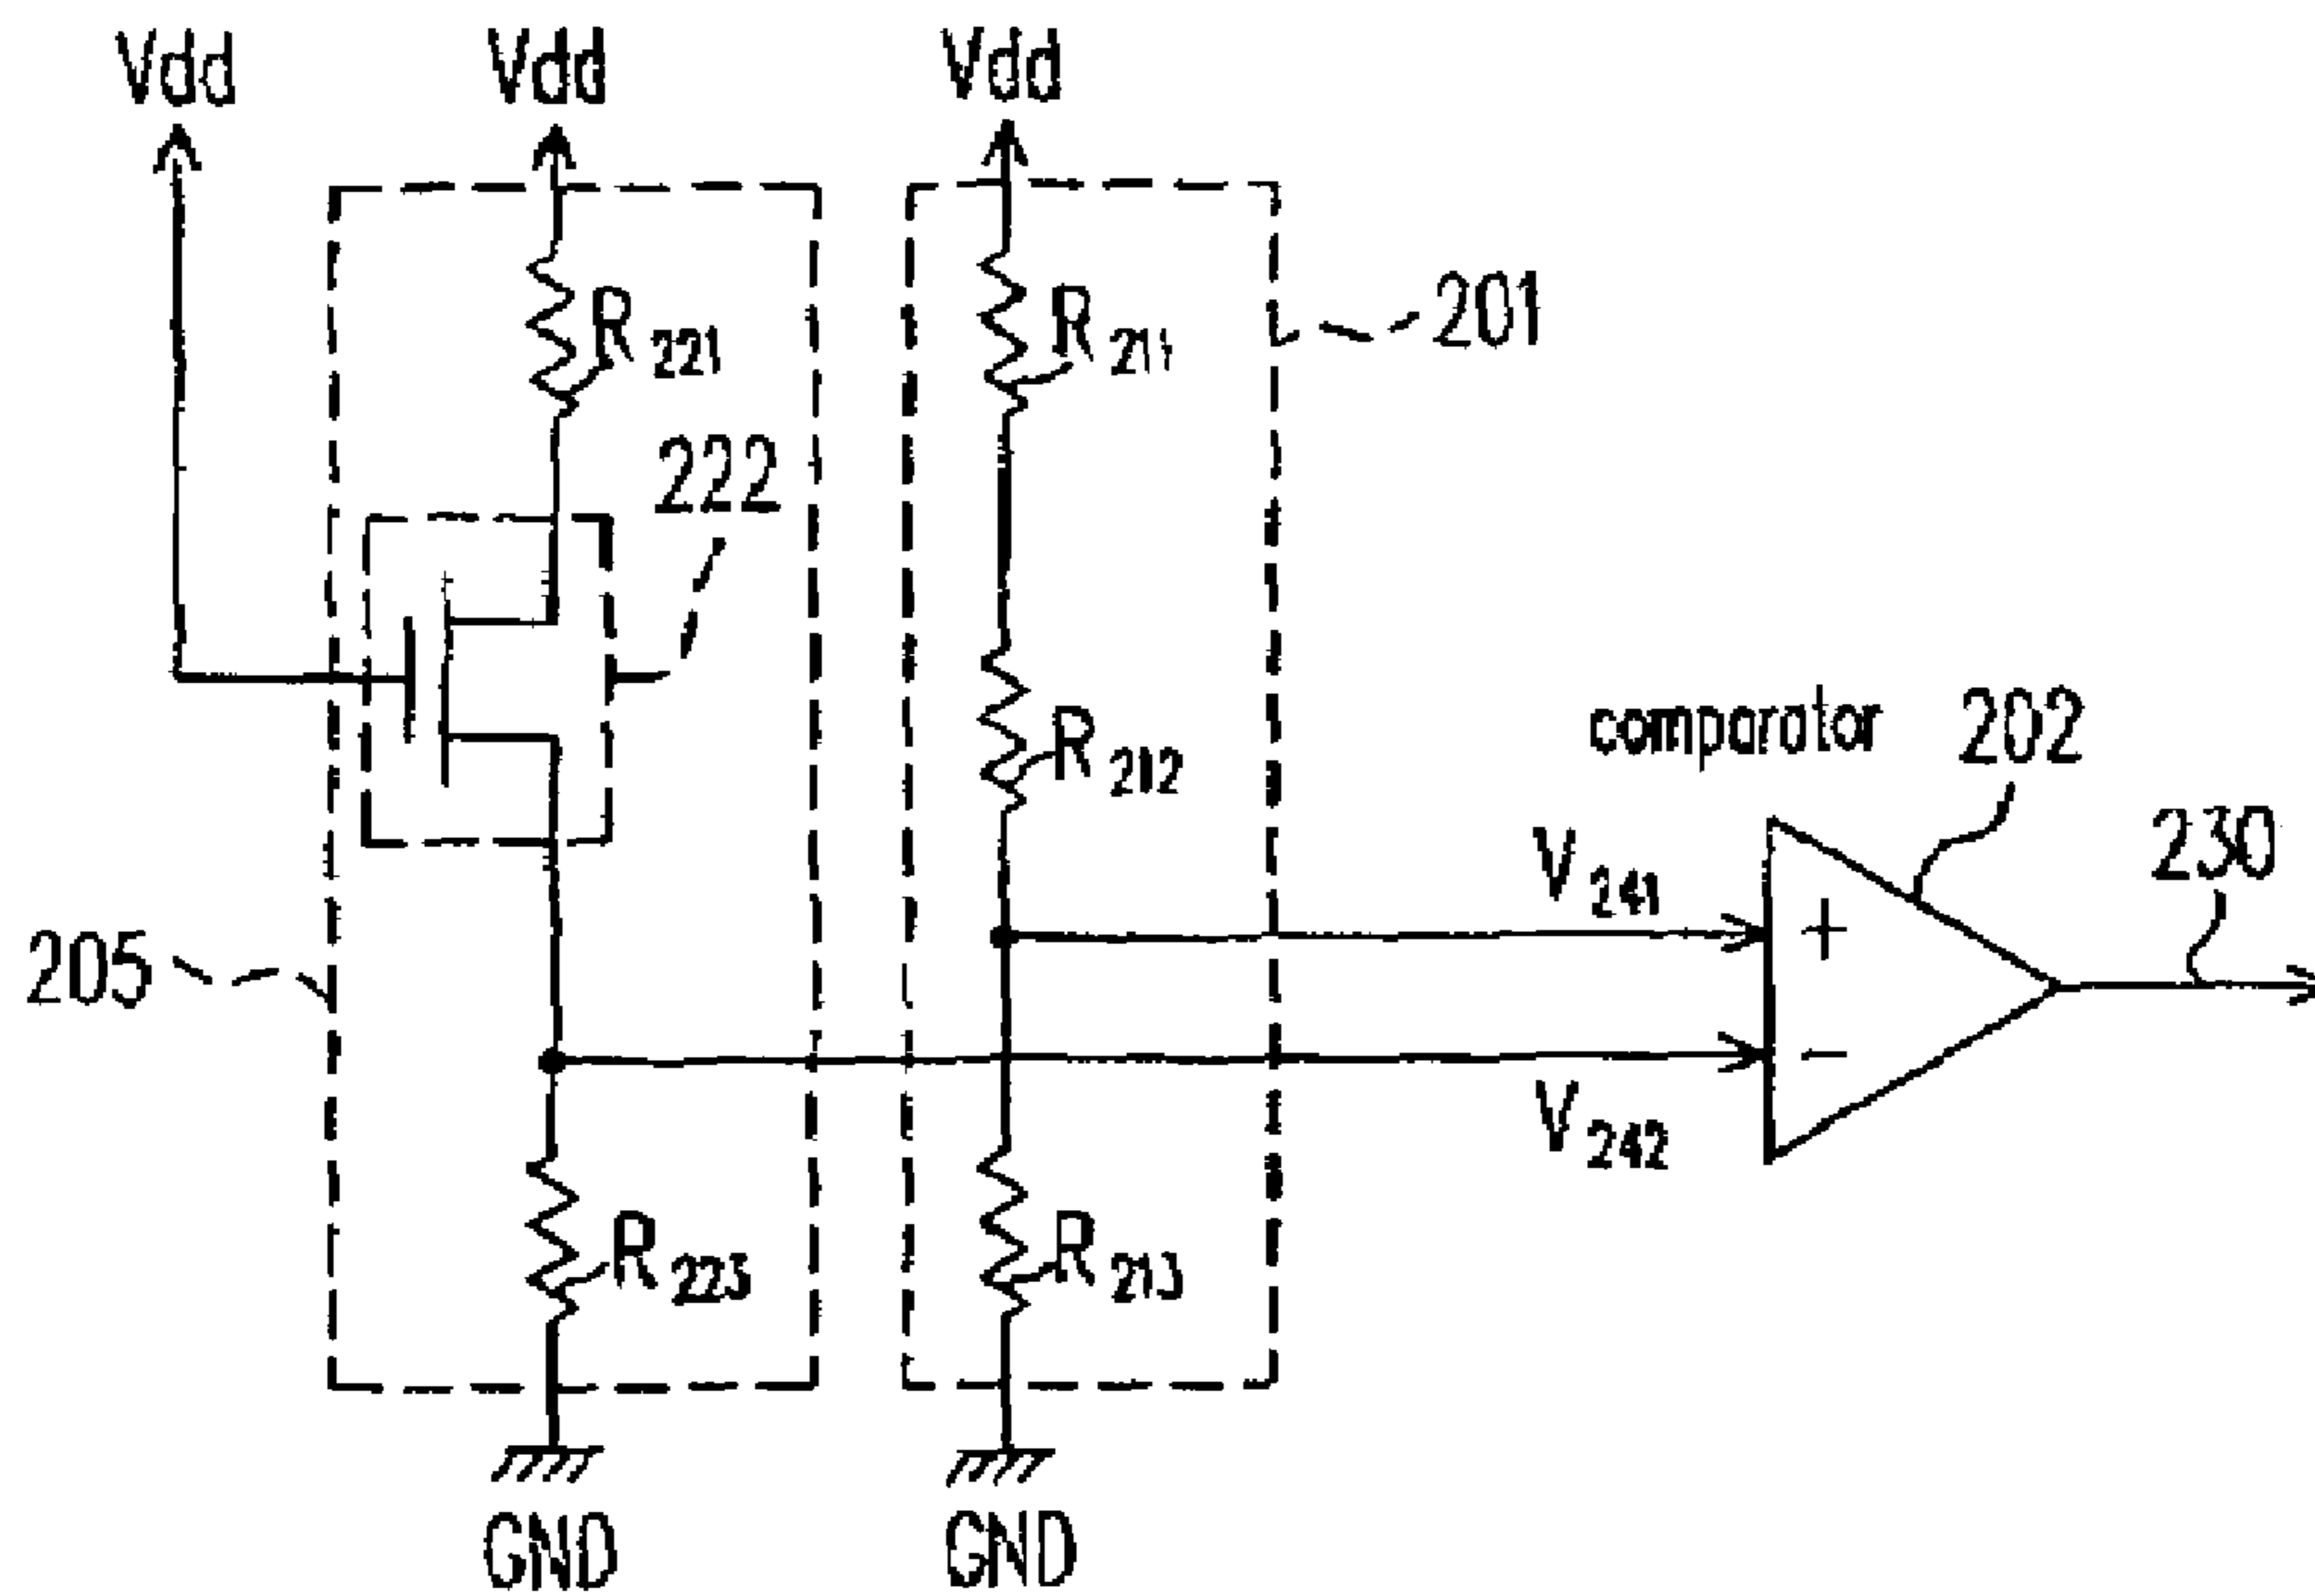 Vdd
Vdd
Vdd
R221
R211
201
222
R212
comparator
202
V241
230
205
+
-
V242
R223
R213
GND
GND